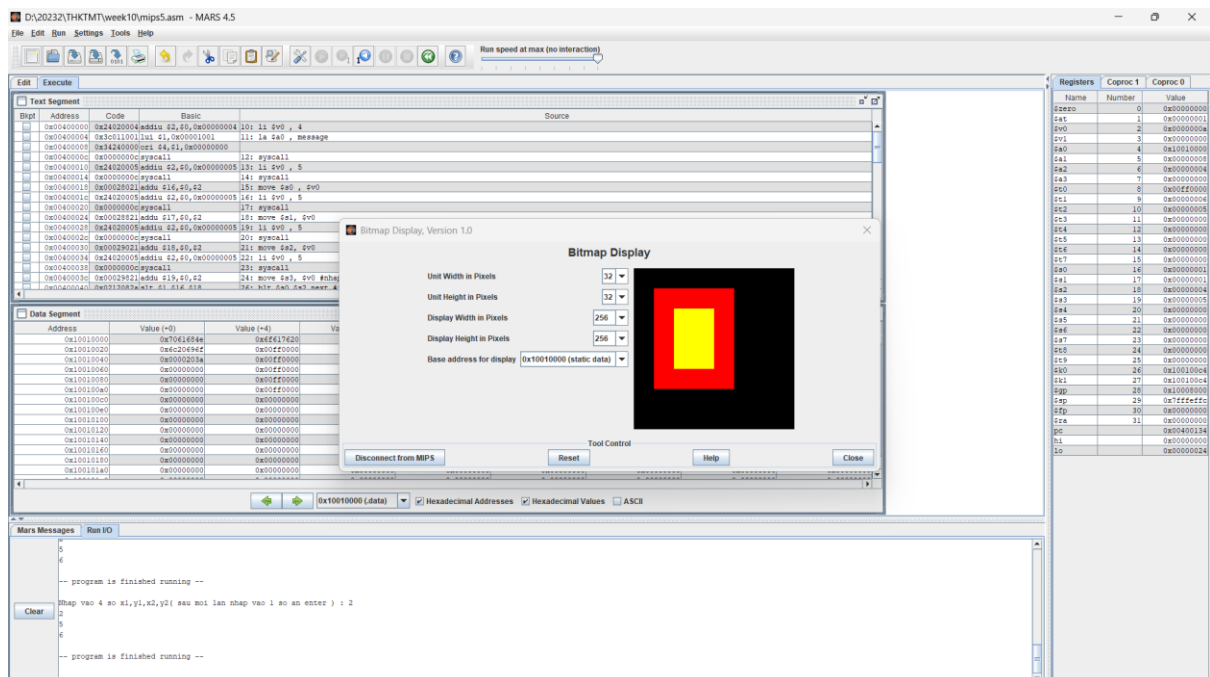 D:\20232\THKTMT\week10\mips5.asm - MARS 4.5
File Edit Run Settings Tools Help
Run speed at max (no interaction)
Edit Execute
Text Segment
Bkpt Address Code Basic Source
0x00400000 0x24020004 addiu $2,$0,0x00000004 10: li $v0 , 4
0x00400004 0x3c011001 lui $1,0x00001001 11: la $a0 , message
0x00400008 0x34240000 ori $4,$1,0x00000000
0x0040000c 0x0000000c syscall 12: syscall
0x00400010 0x24020005 addiu $2,$0,0x00000005 13: li $v0 , 5
0x00400014 0x0000000c syscall 14: syscall
0x00400018 0x00028021 addu $16,$0,$2 15: move $s0 , $v0
0x0040001c 0x24020005 addiu $2,$0,0x00000005 16: li $v0 , 5
0x00400020 0x0000000c syscall 17: syscall
0x00400024 0x00028821 addu $17,$0,$2 18: move $s1, $v0
0x00400028 0x24020005 addiu $2,$0,0x00000005 19: li $v0 , 5
0x0040002c 0x0000000c syscall 20: syscall
0x00400030 0x00029021 addu $18,$0,$2 21: move $s2, $v0
0x00400034 0x24020005 addiu $2,$0,0x00000005 22: li $v0 , 5
0x00400038 0x0000000c syscall 23: syscall
0x0040003c 0x00029821 addu $19,$0,$2 24: move $s3, $v0 #nhap
0x00400040 0x0212082a slt $1,$16,$18
Data Segment
Address Value (+0) Value (+4)
0x10010000 0x7061684e 0x6f617620
0x10010020 0x6c20696f 0x00ff0000
0x10010040 0x0000203a 0x00ff0000
0x10010060 0x00000000 0x00ff0000
0x10010080 0x00000000 0x00ff0000
0x100100a0 0x00000000 0x00ff0000
0x100100c0 0x00000000 0x00000000
0x100100e0 0x00000000 0x00000000
0x10010100 0x00000000 0x00000000
0x10010120 0x00000000 0x00000000
0x10010140 0x00000000 0x00000000
0x10010160 0x00000000 0x00000000
0x10010180 0x00000000 0x00000000
0x100101a0 0x00000000 0x00000000
0x10010000 (.data) Hexadecimal Addresses Hexadecimal Values ASCII
Bitmap Display, Version 1.0
Bitmap Display
Unit Width in Pixels 32
Unit Height in Pixels 32
Display Width in Pixels 256
Display Height in Pixels 256
Base address for display 0x10010000 (static data)
Tool Control
Disconnect from MIPS Reset Help Close
Mars Messages Run I/O
Clear
5
6
-- program is finished running --
Nhap vao 4 so x1,y1,x2,y2( sau moi lan nhap vao 1 so an enter ) : 2
2
5
6
-- program is finished running --
Registers Coproc 1 Coproc 0
Name Number Value
$zero 0 0x00000000
$at 1 0x00000001
$v0 2 0x0000000a
$v1 3 0x00000000
$a0 4 0x10010000
$a1 5 0x00000008
$a2 6 0x00000004
$a3 7 0x00000000
$t0 8 0x00ff0000
$t1 9 0x00000006
$t2 10 0x00000005
$t3 11 0x00000000
$t4 12 0x00000000
$t5 13 0x00000000
$t6 14 0x00000000
$t7 15 0x00000000
$s0 16 0x00000001
$s1 17 0x00000001
$s2 18 0x00000004
$s3 19 0x00000005
$s4 20 0x00000000
$s5 21 0x00000000
$s6 22 0x00000000
$s7 23 0x00000000
$t8 24 0x00000000
$t9 25 0x00000000
$k0 26 0x100100c4
$k1 27 0x100100c4
$gp 28 0x10008000
$sp 29 0x7fffeffc
$fp 30 0x00000000
$ra 31 0x00000000
pc 0x00400134
hi 0x00000000
lo 0x00000024